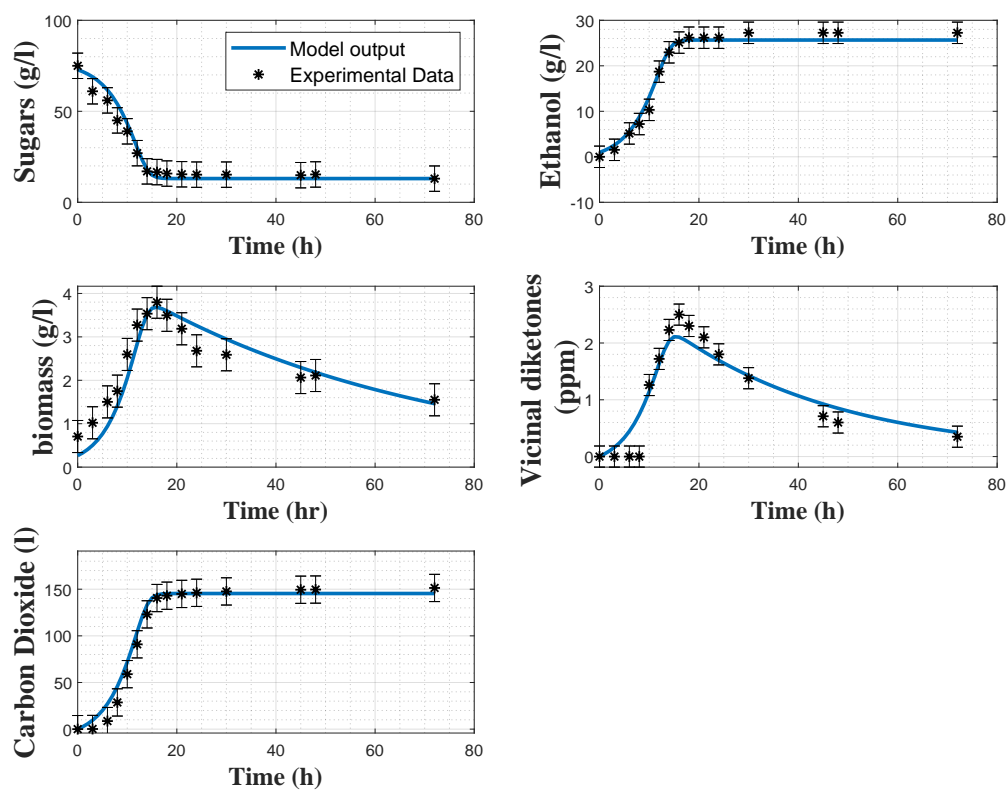 100
50
0
Sugars (g/l)
Model output
Experimental Data
0 20 40 60 80
Time (h)
30
20
10
0
-10
Ethanol (g/l)
0 20 40 60 80
Time (h)
4
3
2
1
0
biomass (g/l)
0 20 40 60 80
Time (hr)
3
2
1
0
Vicinal diketones
(ppm)
0 20 40 60 80
Time (h)
150
100
50
0
Carbon Dioxide (l)
0 20 40 60 80
Time (h)